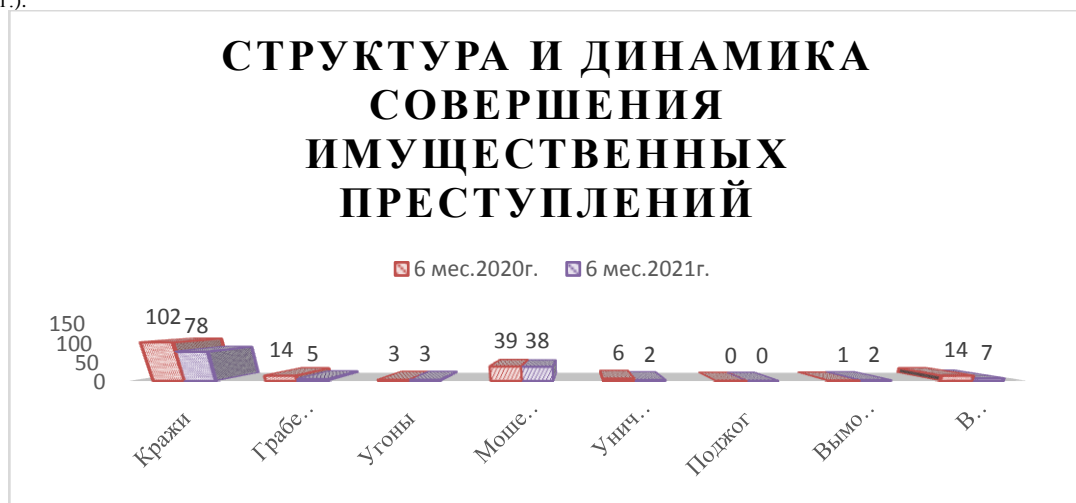 г.).
СТРУКТУРА И ДИНАМИКА
СОВЕРШЕНИЯ
ИМУЩЕСТВЕННЫХ
ПРЕСТУПЛЕНИЙ
6 мес.2020г. 6 мес.2021г.
150
100
50
0
102 78 14 5 3 3 39 38 6 2 0 0 1 2 14 7
Кражи Грабе.. Угоны Моше.. Унич.. Поджог Вымо.. В..